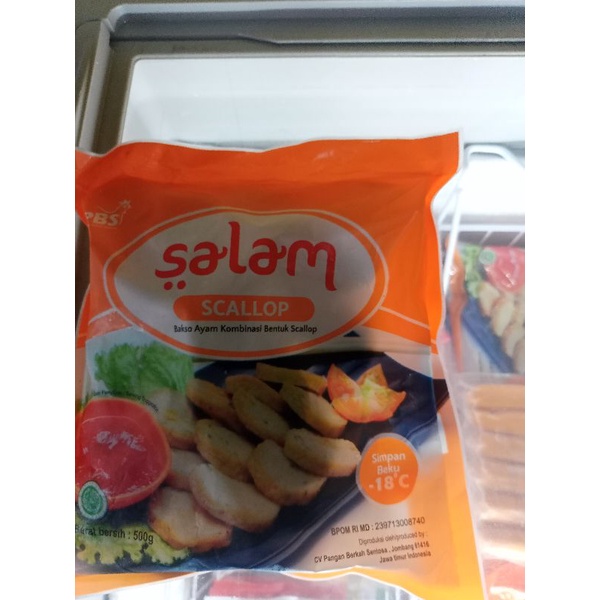 PBS
salam
SCALLOP
Bakso Ayam Kombinasi Bentuk Scallop
Simpan
Beku
-18°C
Berat bersih : 500g
BPOM RI MD : 239713008740
Diproduksi oleh/produced by :
CV Pangan Berkah Sentosa , Jombang 61416
Jawa timur Indonesia